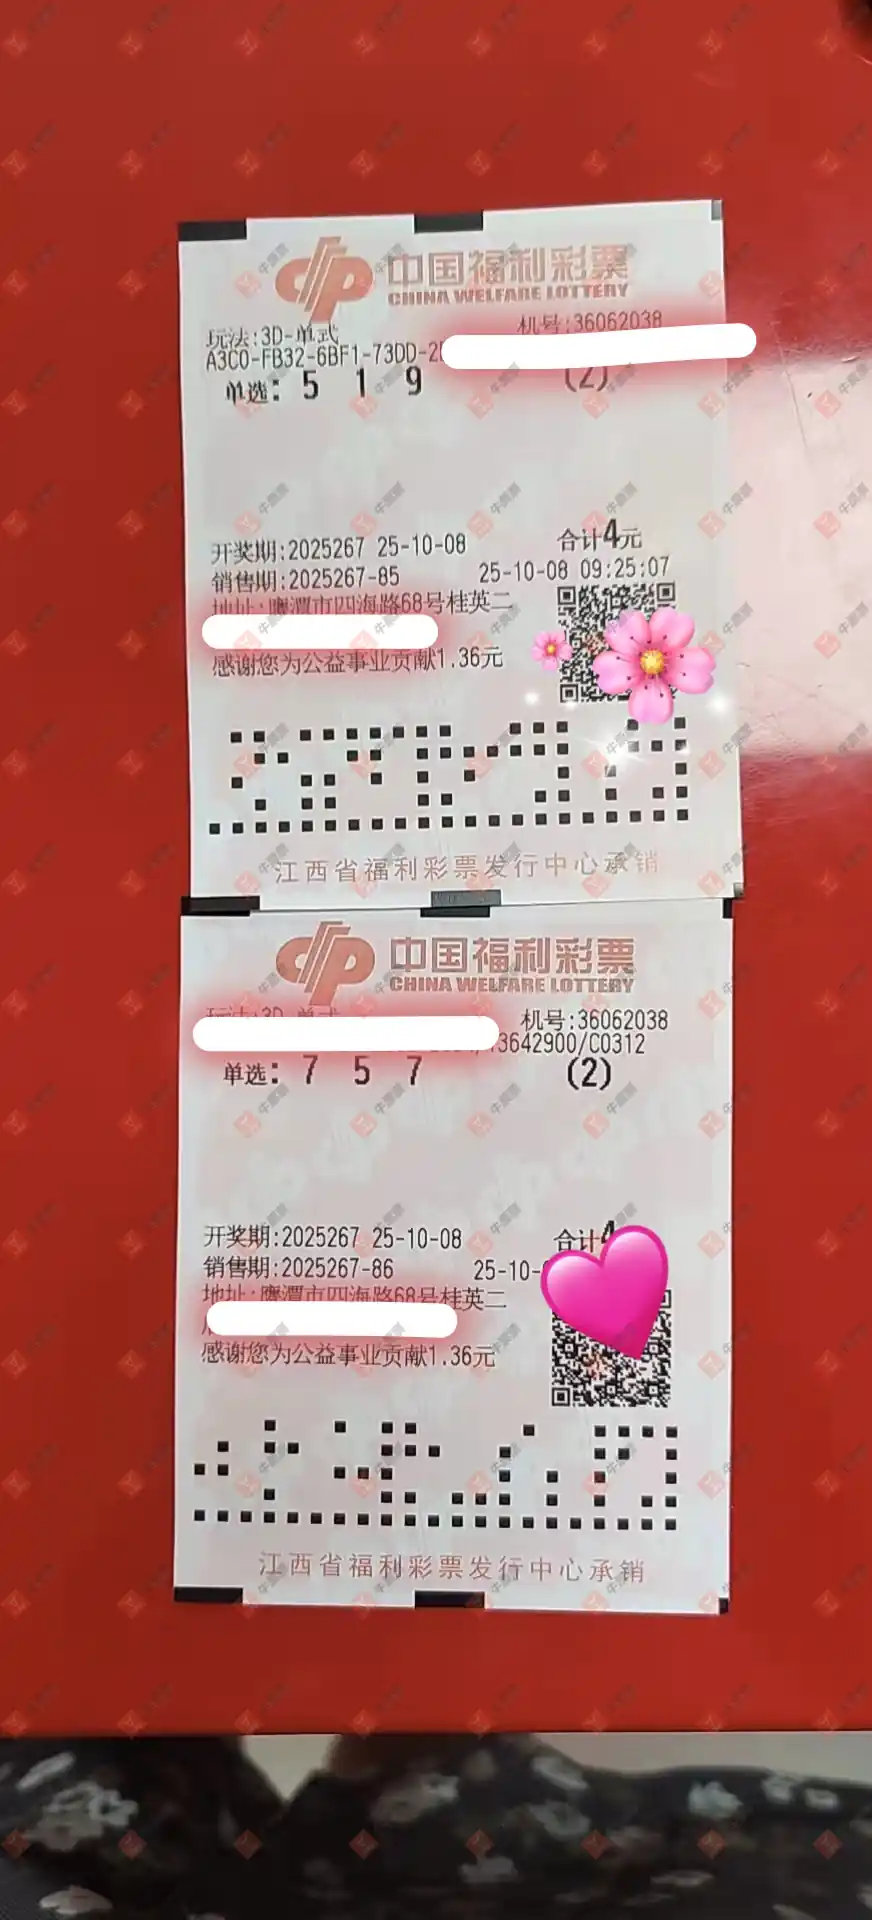 中国福利彩票
CHINA WELFARE LOTTERY
玩法:3D-单式 机号:36062038
A3C0-FB32-6BF1-73DD-2
单选: 5 1 9 (2)
开奖期:2025267 25-10-08 合计4元
销售期:2025267-85 25-10-08 09:25:07
地址:鹰潭市四海路68号桂英二
感谢您为公益事业贡献1.36元
江西省福利彩票发行中心承销
中国福利彩票
CHINA WELFARE LOTTERY
玩法:3D-单式 机号:36062038
13642900/C0312
单选: 7 5 7 (2)
开奖期:2025267 25-10-08 合计4
销售期:2025267-86 25-10-
地址:鹰潭市四海路68号桂英二
感谢您为公益事业贡献1.36元
江西省福利彩票发行中心承销